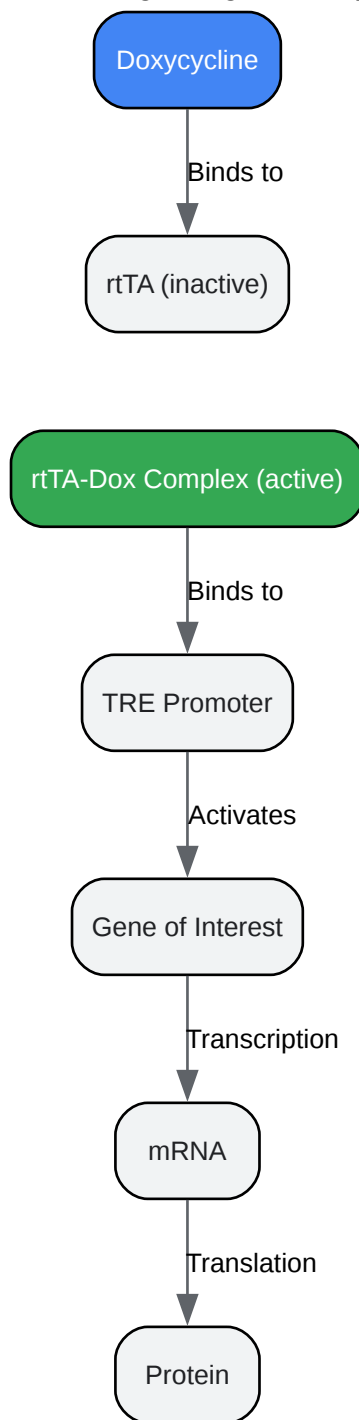 Doxycycline
Binds to
rtTA (inactive)
rtTA-Dox Complex (active)
Binds to
TRE Promoter
Activates
Gene of Interest
Transcription
mRNA
Translation
Protein